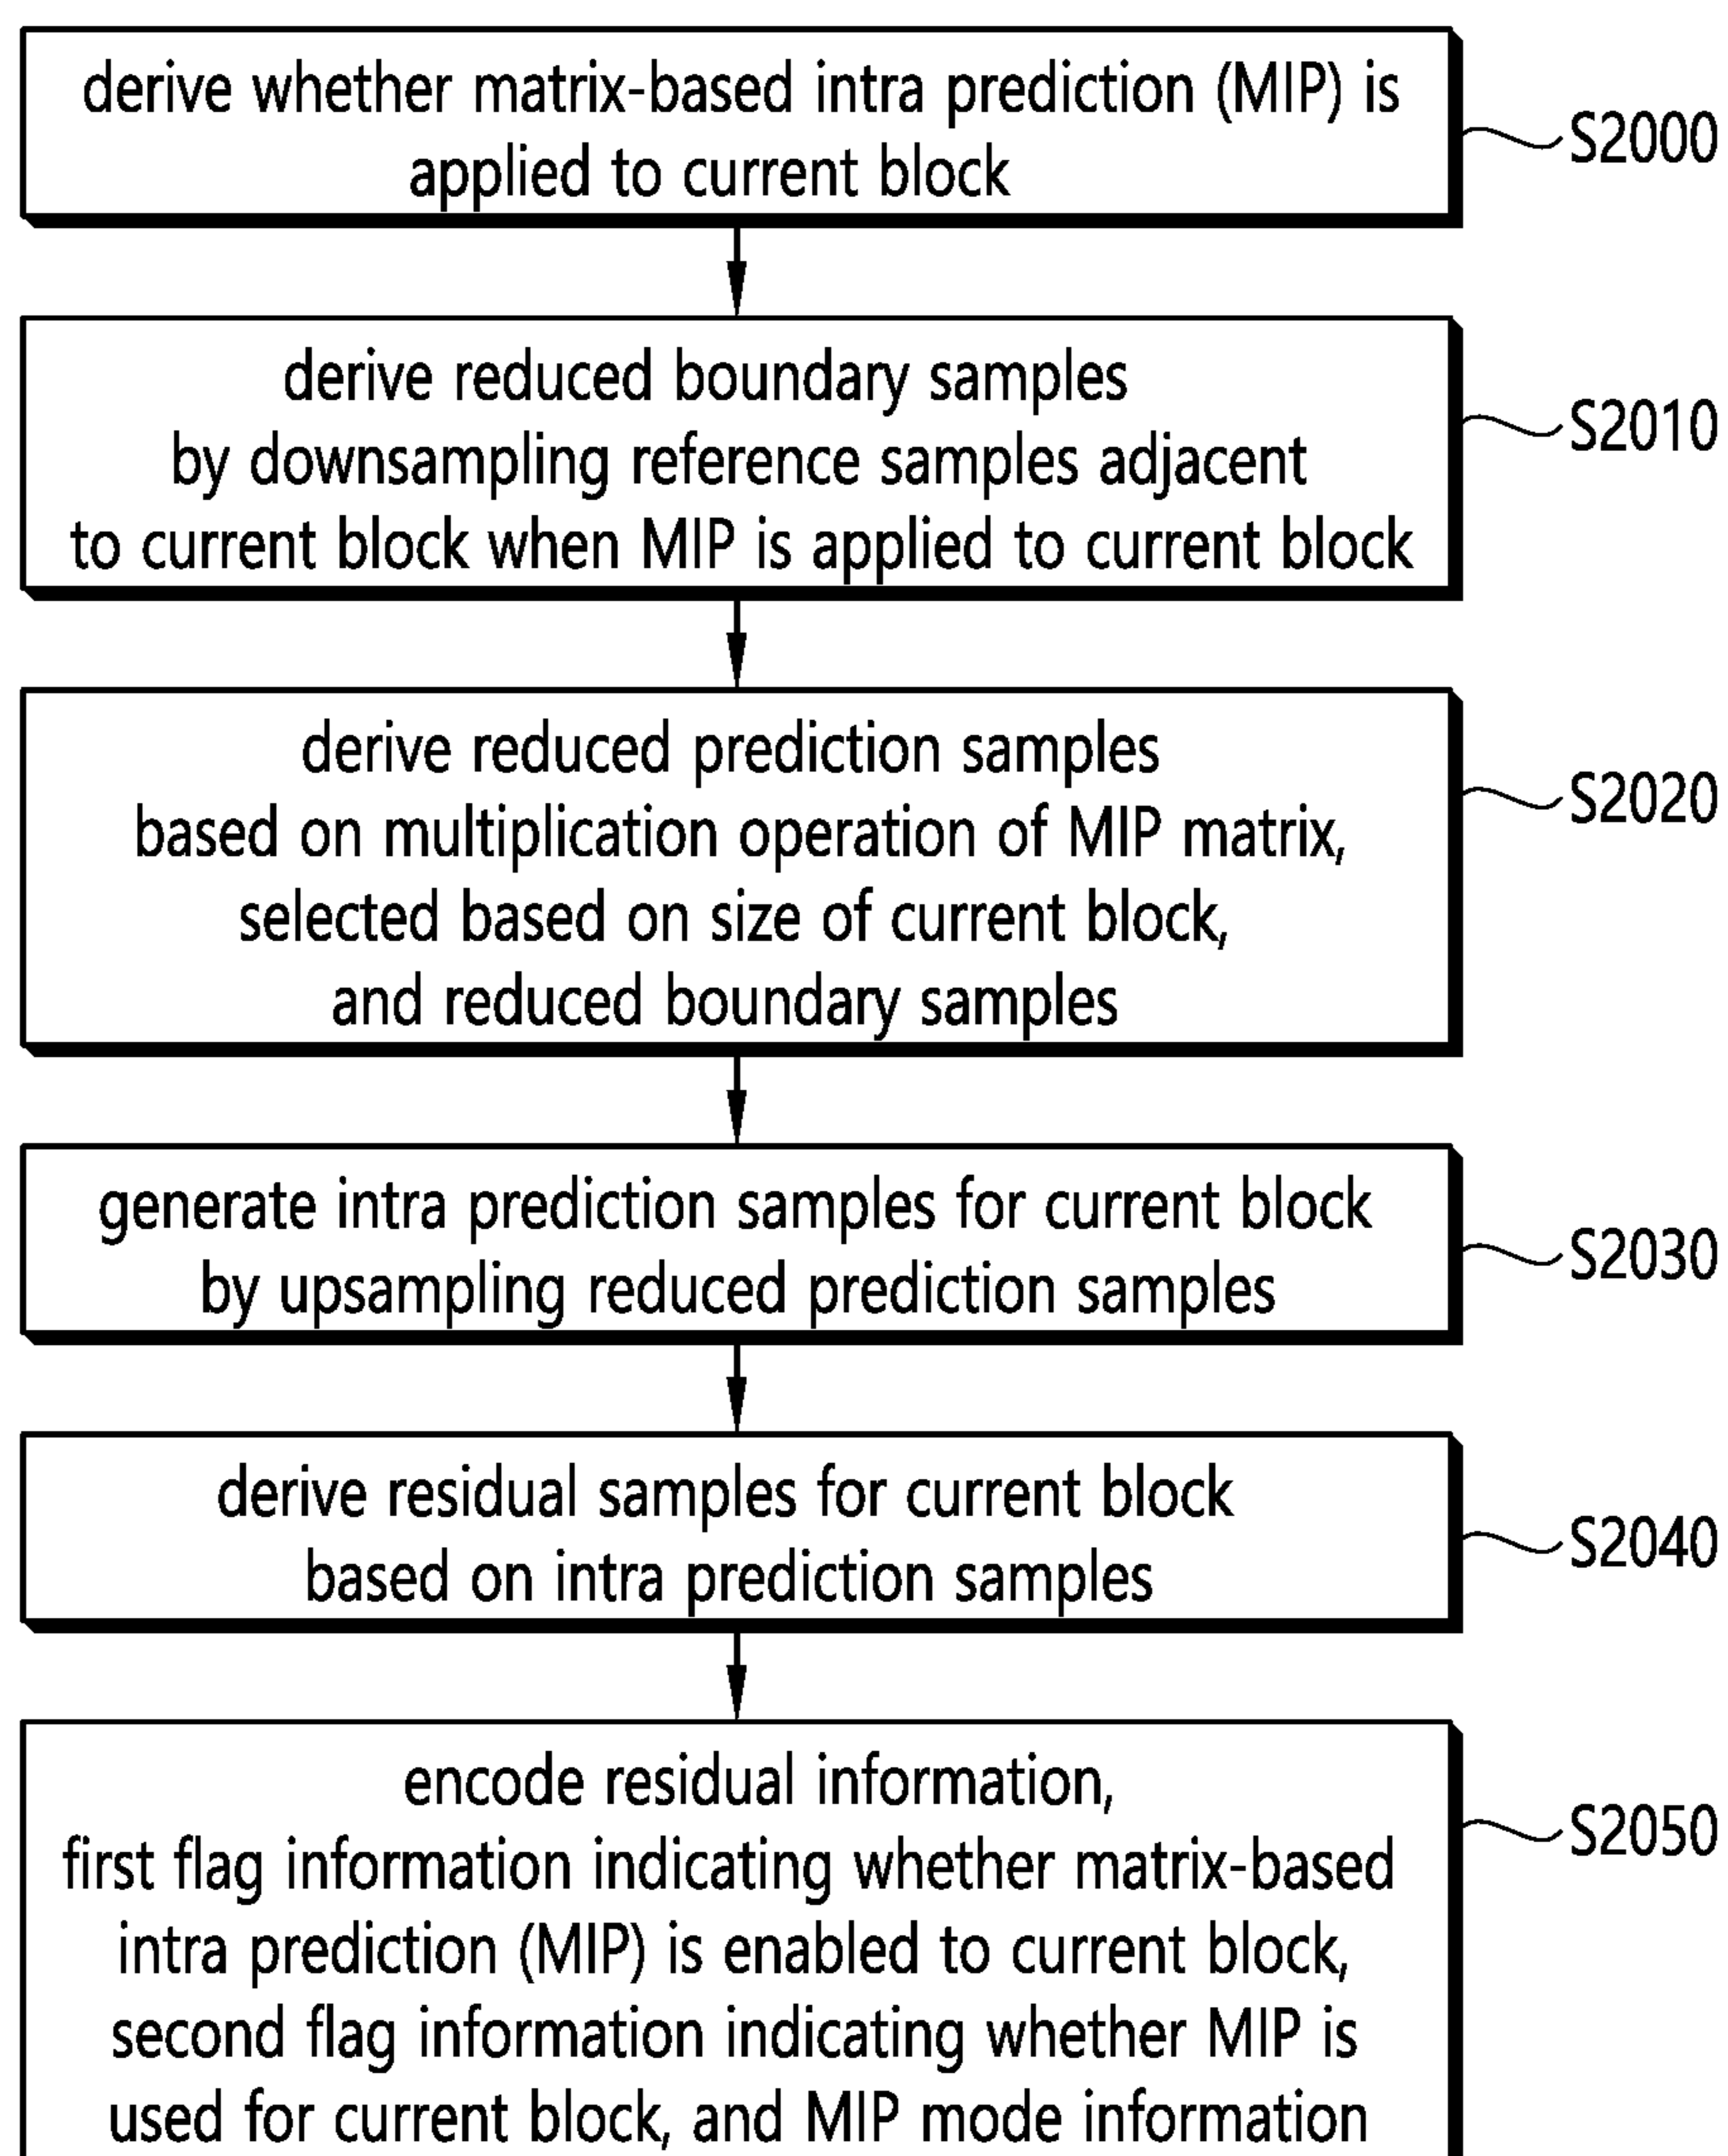 derive whether matrix-based intra prediction (MIP) is
applied to current block
S2000
derive reduced boundary samples
by downsampling reference samples adjacent
to current block when MIP is applied to current block
S2010
derive reduced prediction samples
based on multiplication operation of MIP matrix,
selected based on size of current block,
and reduced boundary samples
S2020
generate intra prediction samples for current block
by upsampling reduced prediction samples
S2030
derive residual samples for current block
based on intra prediction samples
S2040
encode residual information,
first flag information indicating whether matrix-based
intra prediction (MIP) is enabled to current block,
second flag information indicating whether MIP is
used for current block, and MIP mode information
S2050